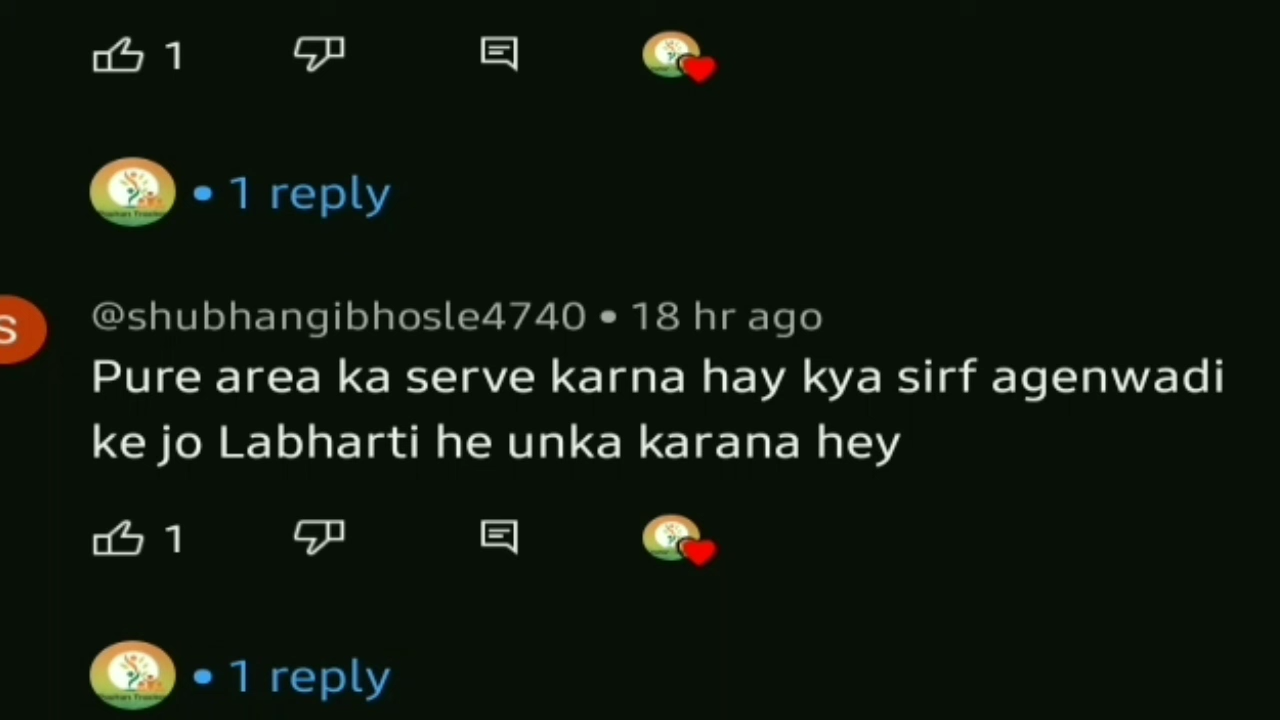 1
• 1 reply
@shubhangibhosle4740 • 18 hr ago
Pure area ka serve karna hay kya sirf agenwadi
ke jo Labharti he unka karana hey
1
• 1 reply